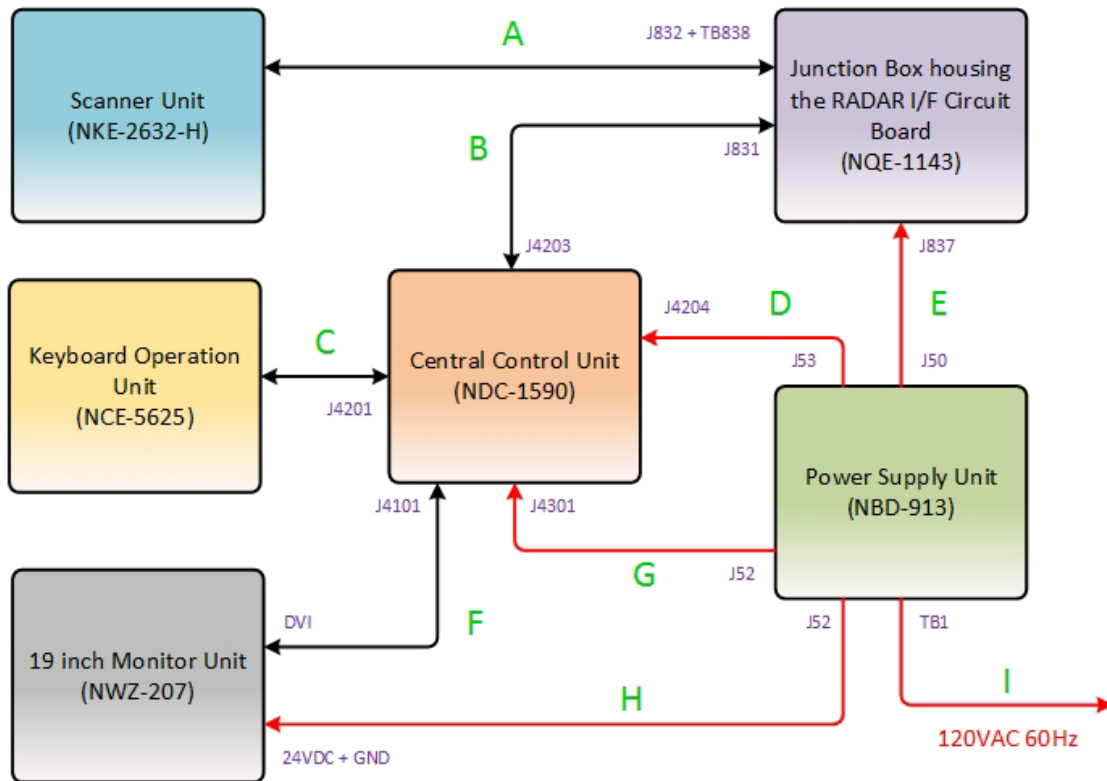 A
J832 + TB838
Scanner Unit
(NKE-2632-H)
Junction Box housing
the RADAR I/F Circuit
Board
(NQE-1143)
B
J831
J4203
J837
Keyboard Operation
Unit
(NCE-5625)
C
J4201
Central Control Unit
(NDC-1590)
J4204
D
J53
E
J50
Power Supply Unit
(NBD-913)
J4101
J4301
G
J52
J52
TB1
19 inch Monitor Unit
(NWZ-207)
DVI
F
H
24VDC + GND
I
120VAC 60Hz